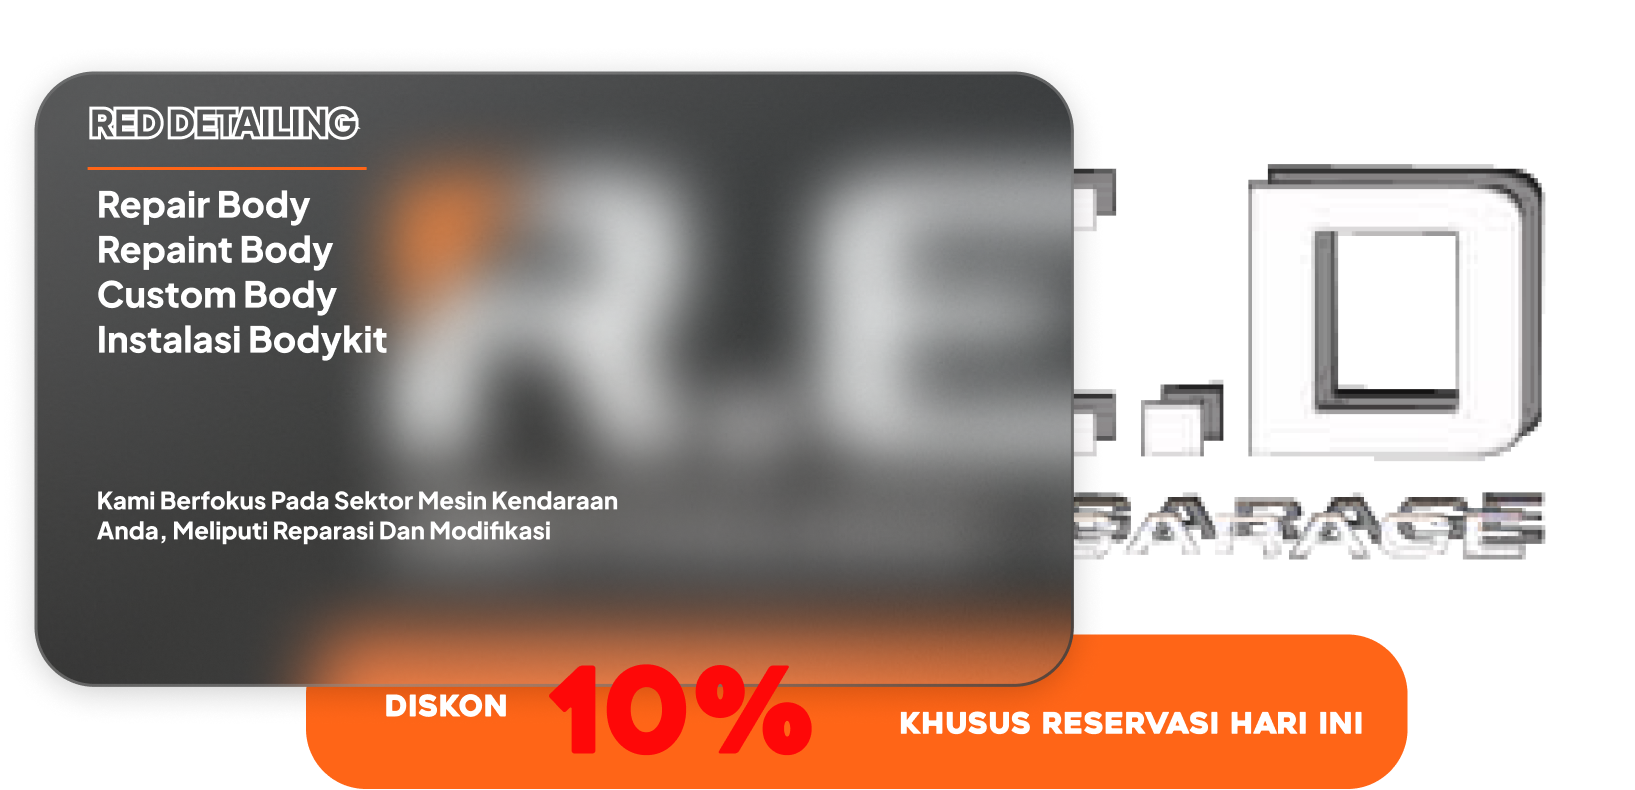 RED DETAILING
Repair Body
Repaint Body
Custom Body
Instalasi Bodykit
R.E.D
GARAGE
Kami Berfokus Pada Sektor Mesin Kendaraan
Anda, Meliputi Reparasi Dan Modifikasi
DISKON 10% KHUSUS RESERVASI HARI INI